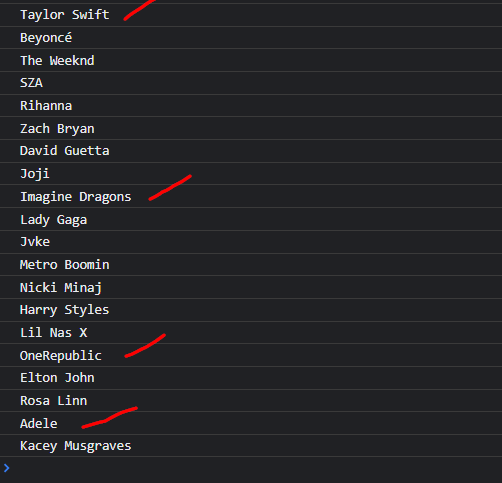 Taylor Swift
Beyoncé
The Weeknd
SZA
Rihanna
Zach Bryan
David Guetta
Joji
Imagine Dragons
Lady Gaga
Jvke
Metro Boomin
Nicki Minaj
Harry Styles
Lil Nas X
OneRepublic
Elton John
Rosa Linn
Adele
Kacey Musgraves